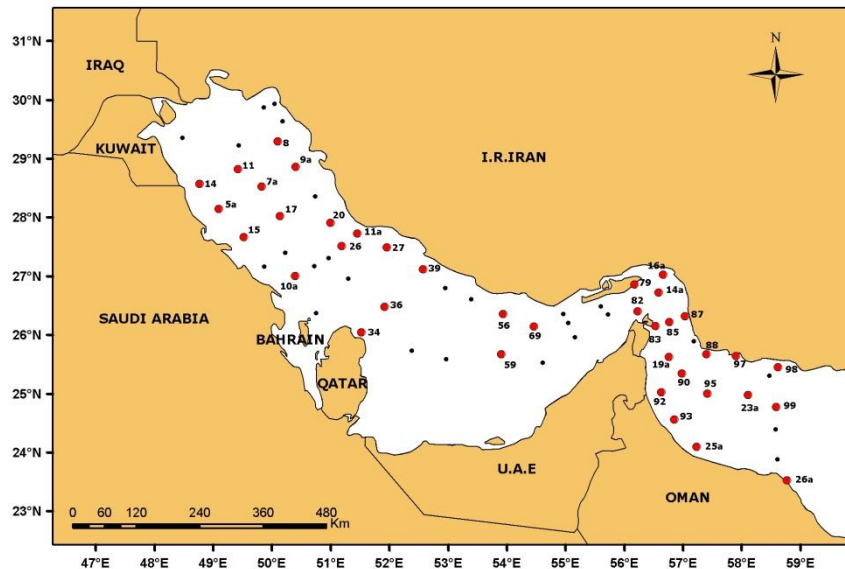 N
31°N
IRAQ
30°N
8
KUWAIT
29°N
11
9a
I.R.IRAN
14
7a
28°N
5a
17
20
15
11a
26
27
27°N
39
16a
10a
79
14a
36
82
87
56
26°N
SAUDI ARABIA
34
69
83
85
88
BAHRAIN
59
19a
97
98
QATAR
90
95
25°N
92
23a
99
93
24°N
25a
U.A.E
26a
23°N
OMAN
0 120 240 360 480
Km
47°E 48°E 49°E 50°E 51°E 52°E 53°E 54°E 55°E 56°E 57°E 58°E 59°E